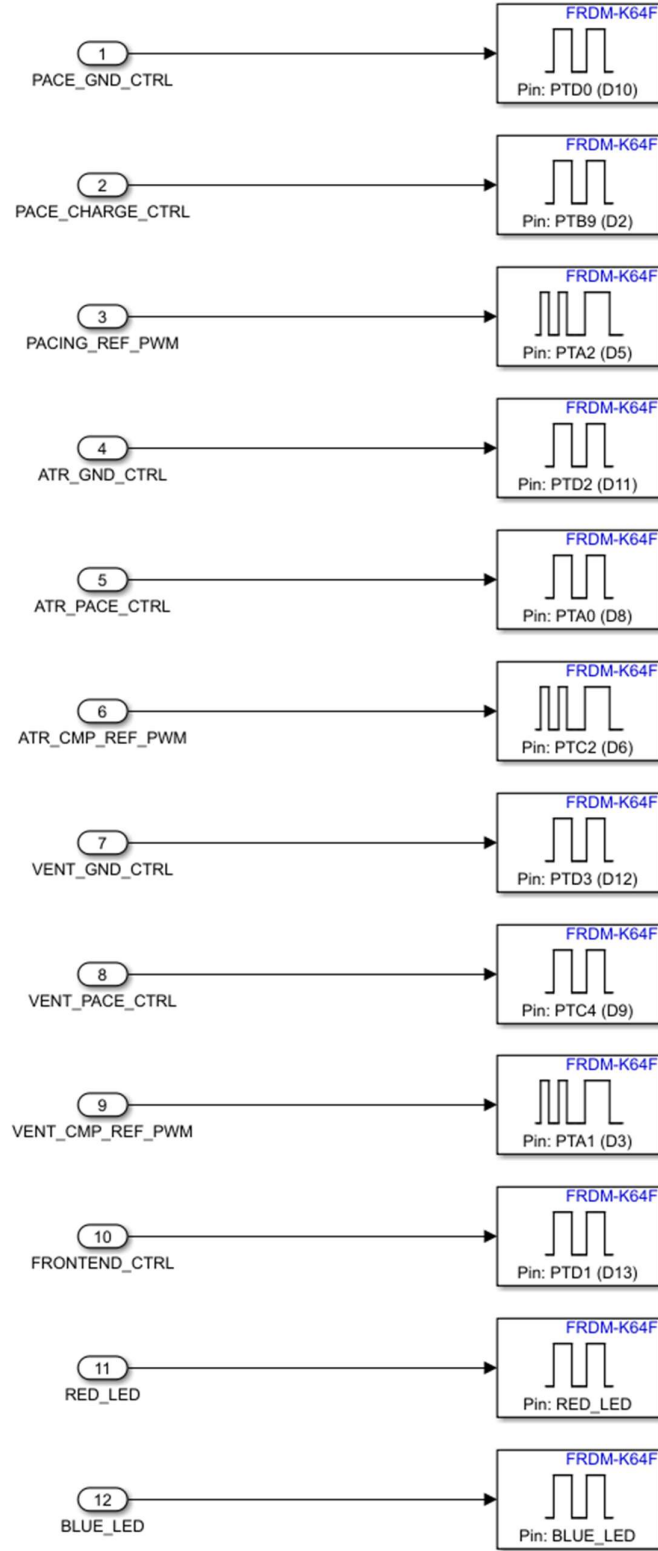 FRDM-K64F
1
PACE_GND_CTRL
Pin: PTD0 (D10)
FRDM-K64F
2
PACE_CHARGE_CTRL
Pin: PTB9 (D2)
FRDM-K64F
3
PACING_REF_PWM
Pin: PTA2 (D5)
FRDM-K64F
4
ATR_GND_CTRL
Pin: PTD2 (D11)
FRDM-K64F
5
ATR_PACE_CTRL
Pin: PTA0 (D8)
FRDM-K64F
6
ATR_CMP_REF_PWM
Pin: PTC2 (D6)
FRDM-K64F
7
VENT_GND_CTRL
Pin: PTD3 (D12)
FRDM-K64F
8
VENT_PACE_CTRL
Pin: PTC4 (D9)
FRDM-K64F
9
VENT_CMP_REF_PWM
Pin: PTA1 (D3)
FRDM-K64F
10
FRONTEND_CTRL
Pin: PTD1 (D13)
FRDM-K64F
11
RED_LED
Pin: RED_LED
FRDM-K64F
12
BLUE_LED
Pin: BLUE_LED